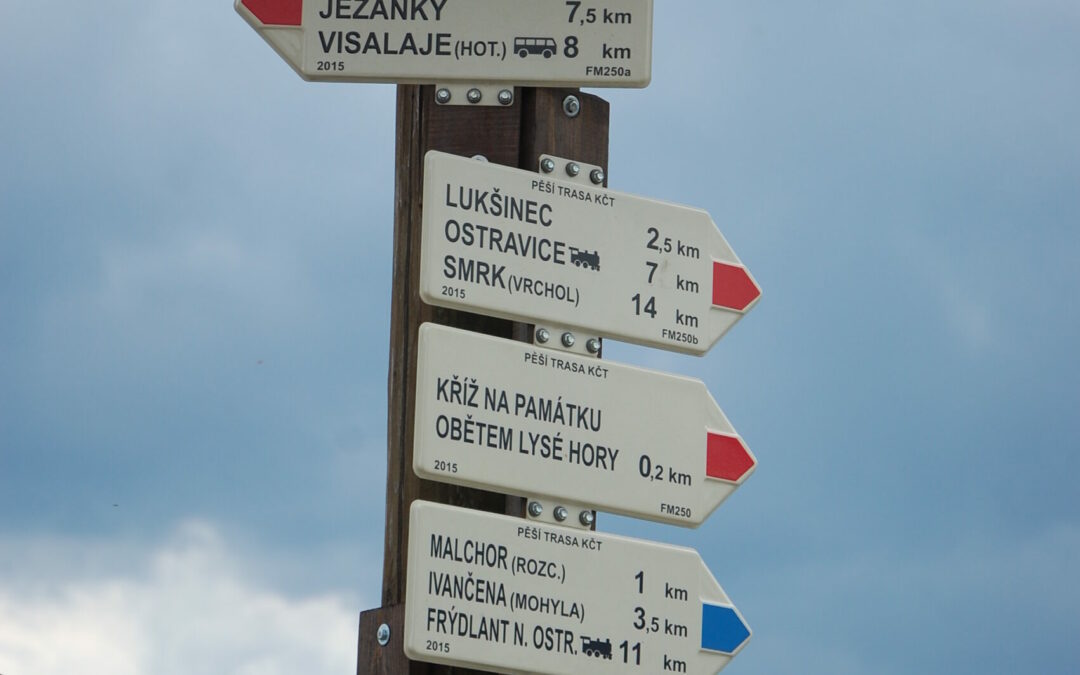 JEZÁNKY 7,5 km
VISALAJE (HOT.) 8 km
2015 FM250a
PĚŠÍ TRASA KČT
LUKŠINEC 2,5 km
OSTRAVICE 7 km
SMRK (VRCHOL) 14 km
2015 FM250b
PĚŠÍ TRASA KČT
KŘÍŽ NA PAMÁTKU
OBĚTEM LYSÉ HORY 0,2 km
2015 FM250
PĚŠÍ TRASA KČT
MALCHOR (ROZC.) 1 km
IVANČENA (MOHYLA) 3,5 km
FRÝDLANT N. OSTR. 11 km
2015